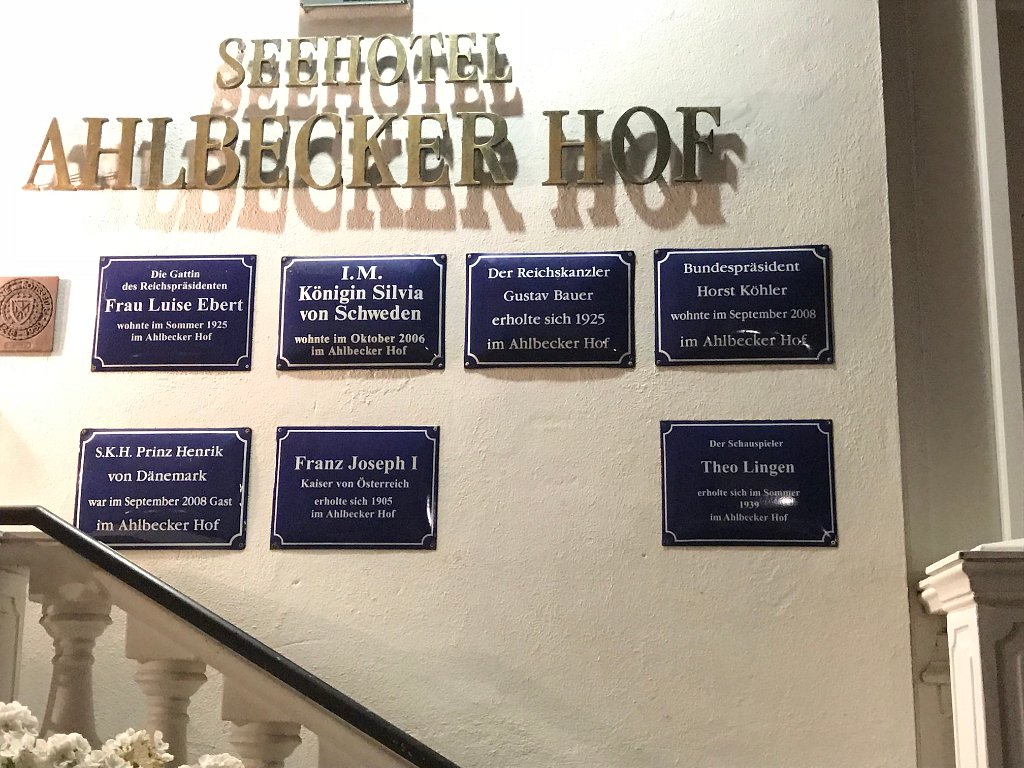 SEEHOTEL
AHLBECKER HOF
Die Gattin
des Reichspräsidenten
Frau Luise Ebert
wohnte im Sommer 1925
im Ahlbecker Hof
I.M.
Königin Silvia
von Schweden
wohnte im Oktober 2006
im Ahlbecker Hof
Der Reichskanzler
Gustav Bauer
erholte sich 1925
im Ahlbecker Hof
Bundespräsident
Horst Köhler
wohnte im September 2008
im Ahlbecker Hof
S.K.H. Prinz Henrik
von Dänemark
war im September 2008 Gast
im Ahlbecker Hof
Franz Joseph I
Kaiser von Österreich
erholte sich 1905
im Ahlbecker Hof
Der Schauspieler
Theo Lingen
erholte sich im Sommer
1939
im Ahlbecker Hof